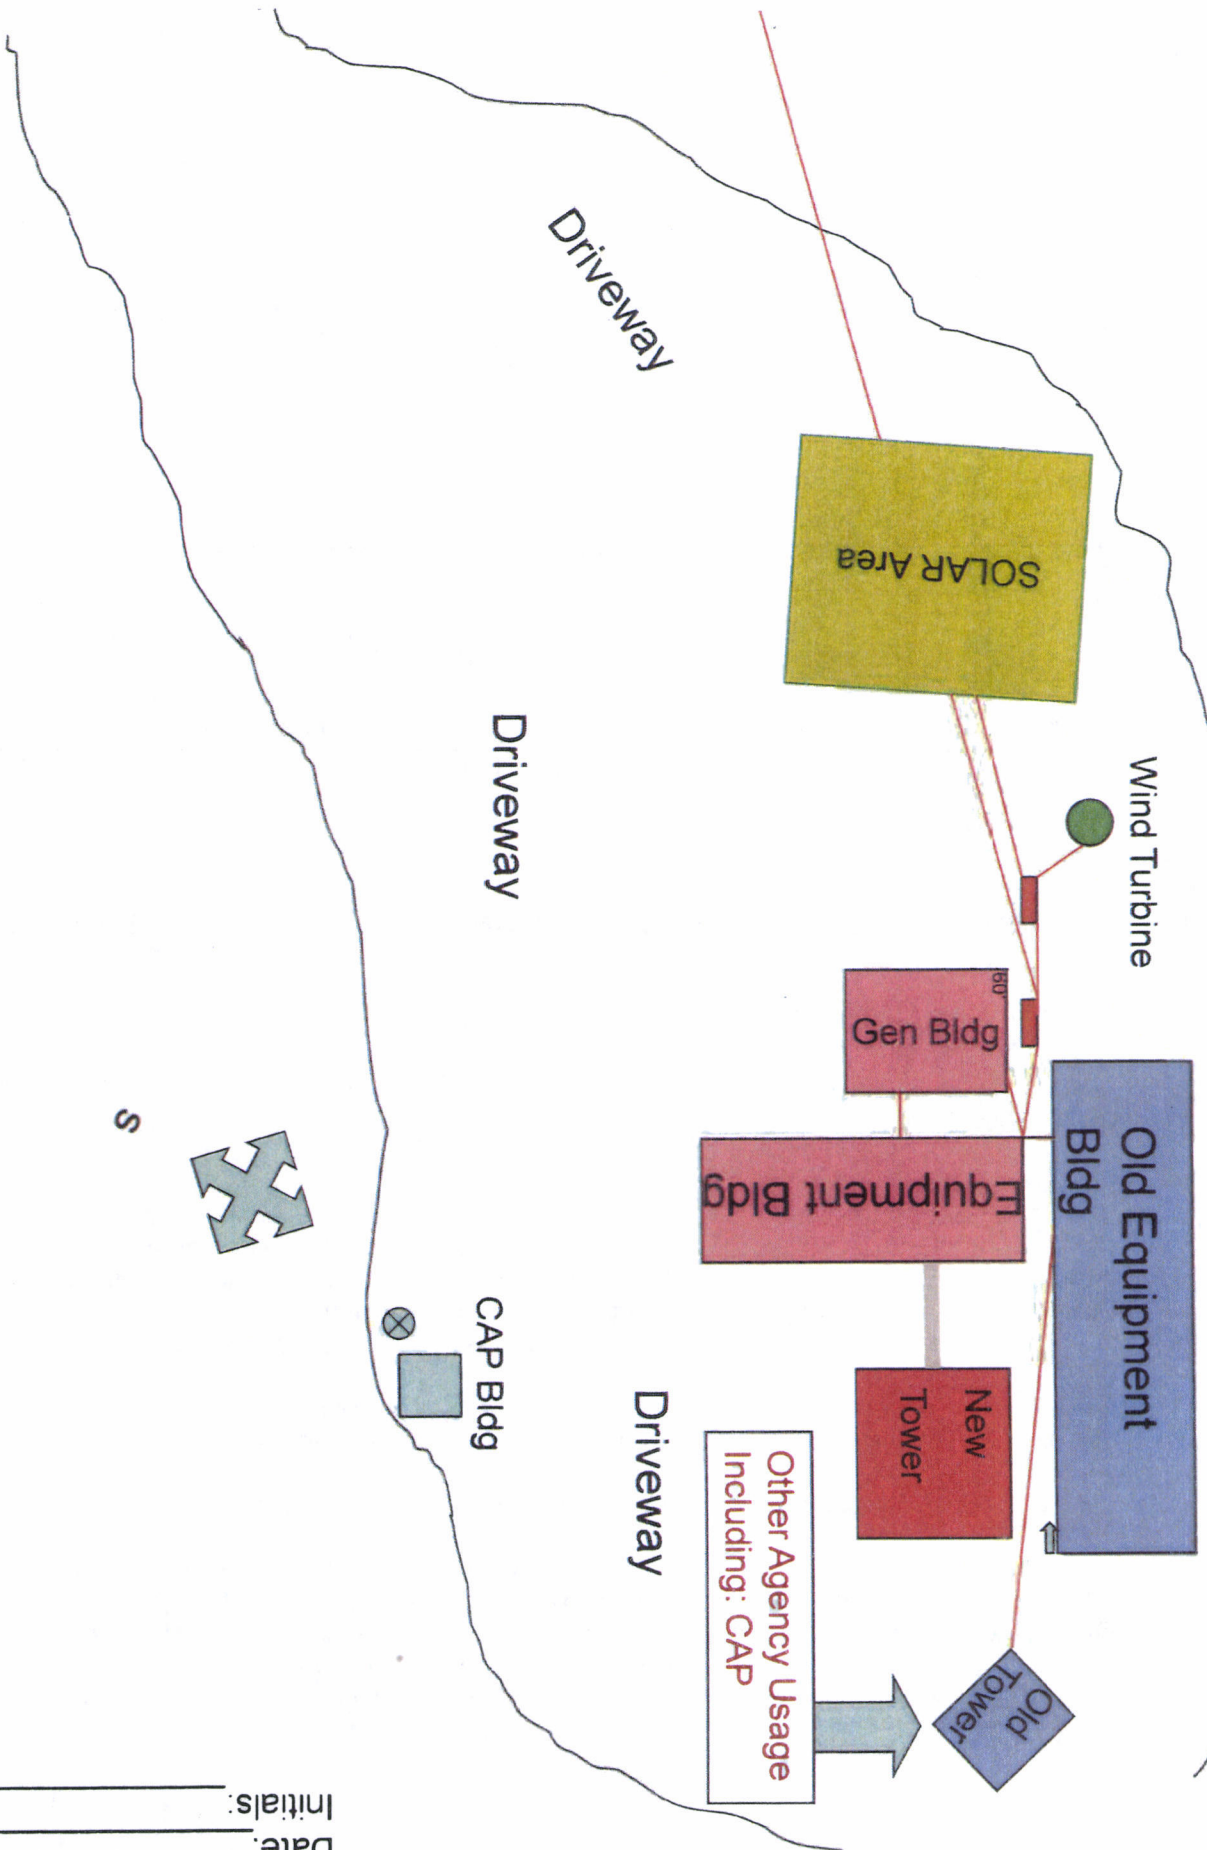 Driveway
SOLAR Area
Wind Turbine
Driveway
60'
Gen Bldg
Old Equipment
Bldg
Equipment Bldg
S
CAP Bldg
New
Tower
Driveway
Other Agency Usage
Including: CAP
Old
Tower
Initials:
Date: